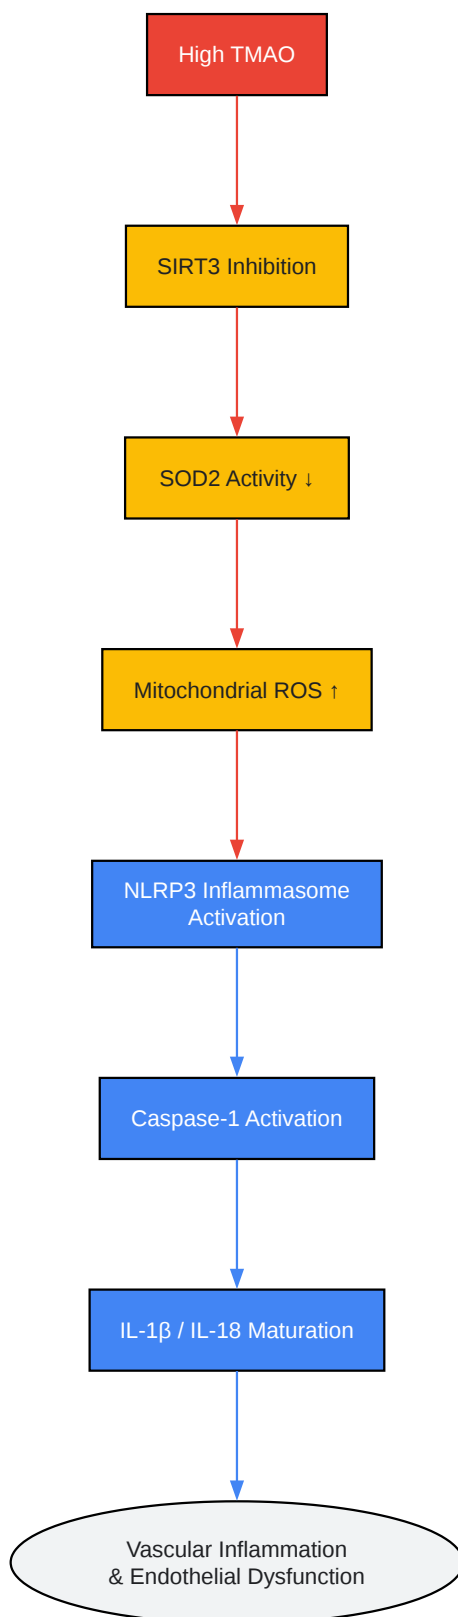 High TMAO
SIRT3 Inhibition
SOD2 Activity ↓
Mitochondrial ROS ↑
NLRP3 Inflammasome
Activation
Caspase-1 Activation
IL-1β / IL-18 Maturation
Vascular Inflammation
& Endothelial Dysfunction